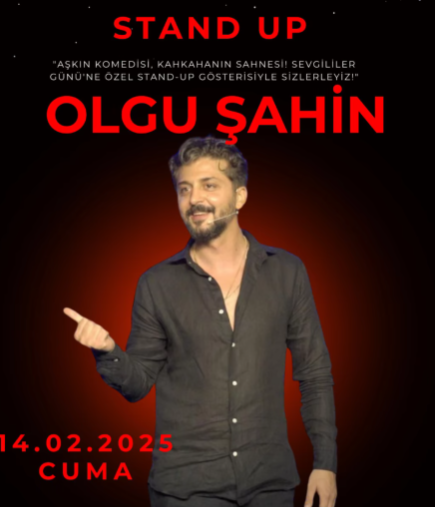 STAND UP
"AŞKIN KOMEDİSİ, KAHKAHANIN SAHNESİ! SEVGİLİLER
GÜNÜ'NE ÖZEL STAND-UP GÖSTERİSİYLE SİZLERLEYİZ!"
OLGU ŞAHİN
14.02.2025
CUMA